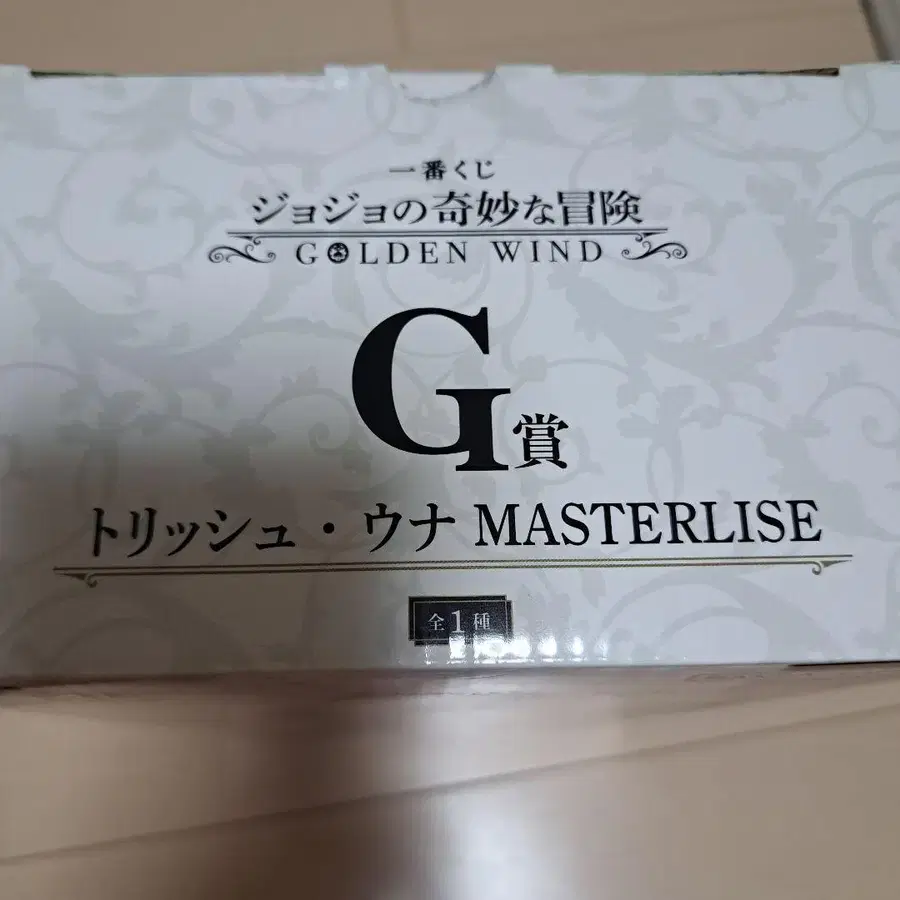 一番くじ
ジョジョの奇妙な冒険
GOLDEN WIND
G賞
トリッシュ・ウナ MASTERLISE
全1種